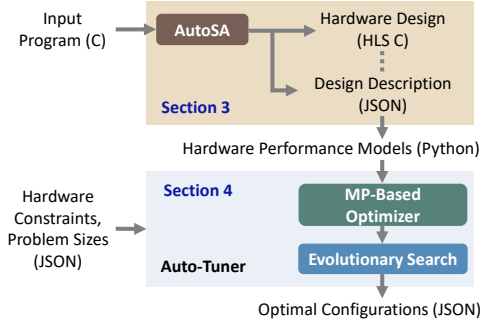 Input
Program (C)
AutoSA
Hardware Design
(HLS C)
Design Description
(JSON)
Section 3
Hardware Performance Models (Python)
Hardware
Constraints,
Problem Sizes
(JSON)
Section 4
MP-Based
Optimizer
Evolutionary Search
Auto-Tuner
Optimal Configurations (JSON)